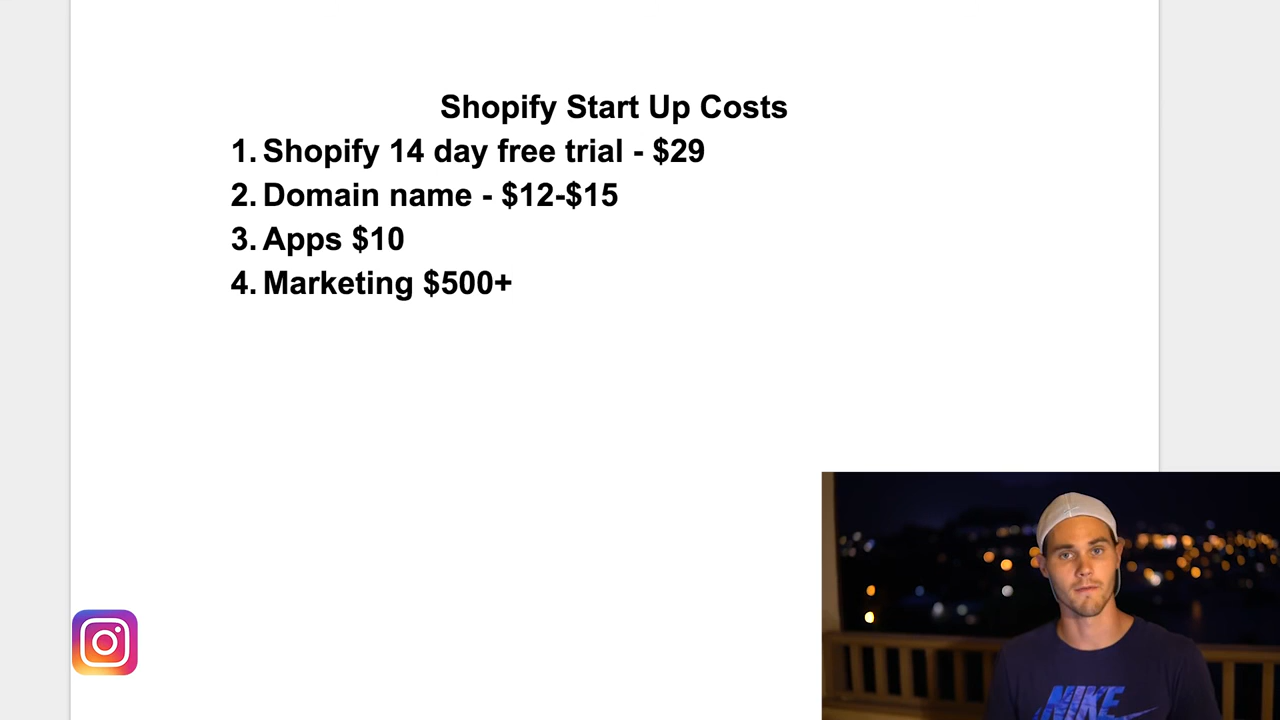 Shopify Start Up Costs
1. Shopify 14 day free trial - $29
2. Domain name - $12-$15
3. Apps $10
4. Marketing $500+
NIKE